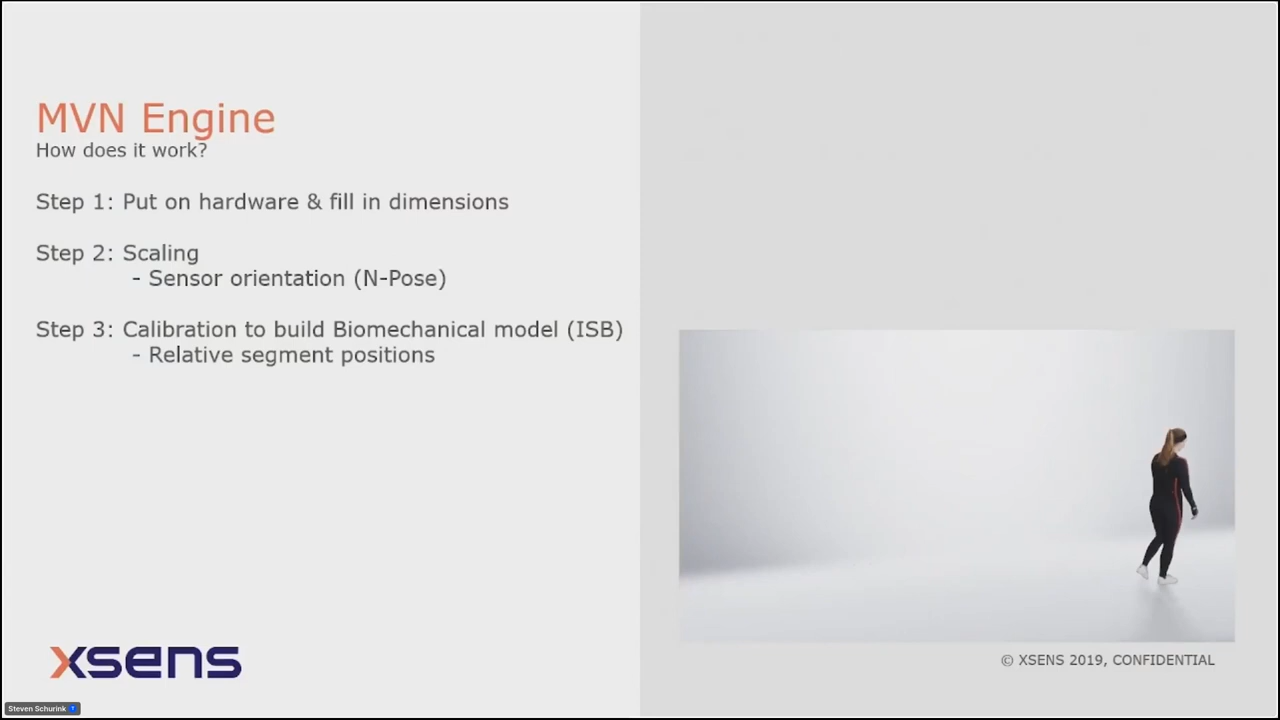 MVN Engine
How does it work?
Step 1: Put on hardware & fill in dimensions
Step 2: Scaling
- Sensor orientation (N-Pose)
Step 3: Calibration to build Biomechanical model (ISB)
- Relative segment positions
xsens
© XSENS 2019, CONFIDENTIAL
Steven Schurink